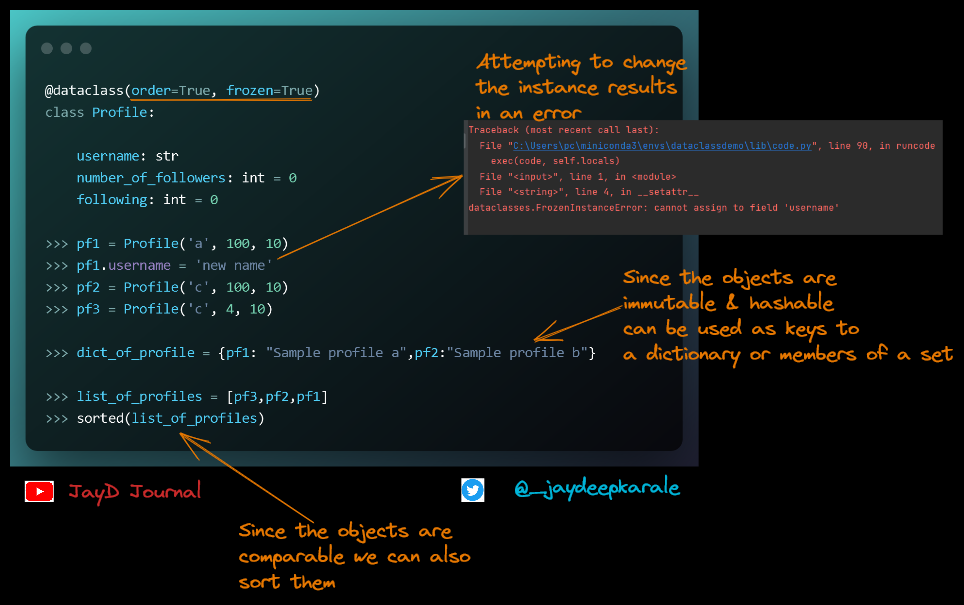 @dataclass(order=True, frozen=True)
class Profile:
username: str
number_of_followers: int = 0
following: int = 0
>>> pf1 = Profile('a', 100, 10)
>>> pf1.username = 'new name'
>>> pf2 = Profile('c', 100, 10)
>>> pf3 = Profile('c', 4, 10)
>>> dict_of_profile = {pf1: "Sample profile a",pf2:"Sample profile b"}
>>> list_of_profiles = [pf3,pf2,pf1]
>>> sorted(list_of_profiles)
Attempting to change
the instance results
in an error
Traceback (most recent call last):
File "C:\Users\pc\miniconda3\envs\dataclassdemo\lib\code.py", line 90, in runcode
exec(code, self.locals)
File "<input>", line 1, in <module>
File "<string>", line 4, in __setattr__
dataclasses.FrozenInstanceError: cannot assign to field 'username'
Since the objects are
immutable & hashable
can be used as keys to
a dictionary or members of a set
JayD Journal
@_jaydeepkarale
Since the objects are
comparable we can also
sort them